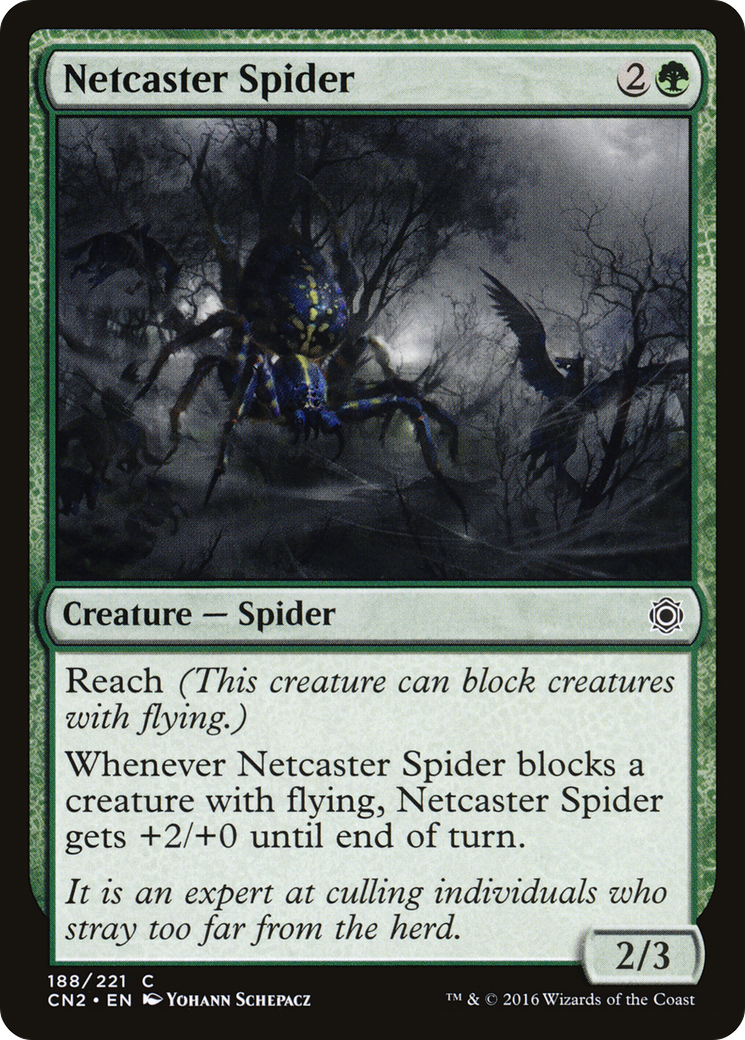 Netcaster Spider 2
Creature — Spider
Reach (This creature can block creatures
with flying.)
Whenever Netcaster Spider blocks a
creature with flying, Netcaster Spider
gets +2/+0 until end of turn.
It is an expert at culling individuals who
stray too far from the herd.
2/3
188/221 C
CN2 • EN Yohann Schepacz
™ & © 2016 Wizards of the Coast